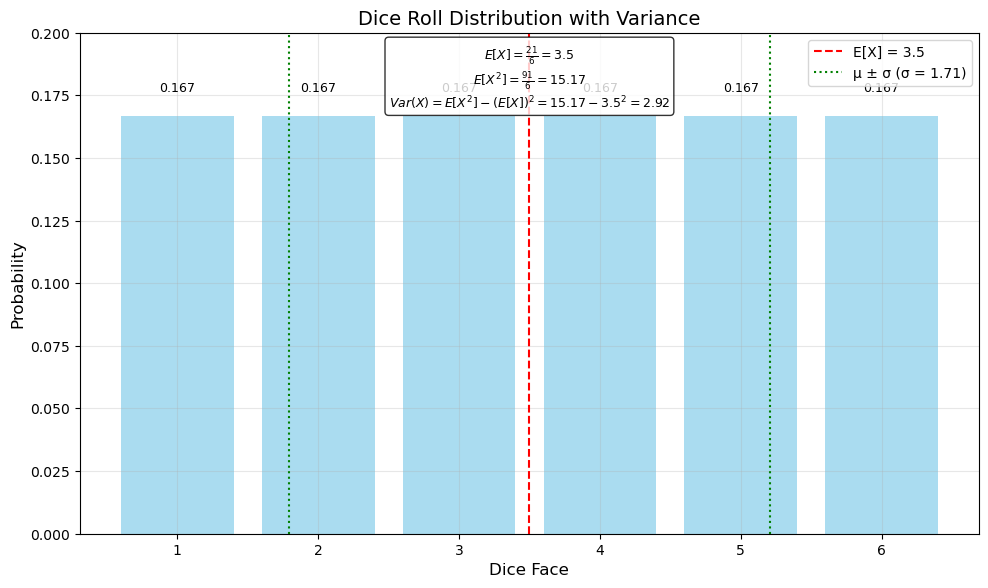 Dice Roll Distribution with Variance
E[X] = 21/6 = 3.5
E[X²] = 91/6 = 15.17
Var(X) = E[X²] − (E[X])² = 15.17 − 3.5² = 2.92
E[X] = 3.5
μ ± σ (σ = 1.71)
0.167 0.167 0.167 0.167 0.167 0.167
0.200
0.175
0.150
0.125
0.100
0.075
0.050
0.025
0.000
Probability
1 2 3 4 5 6
Dice Face